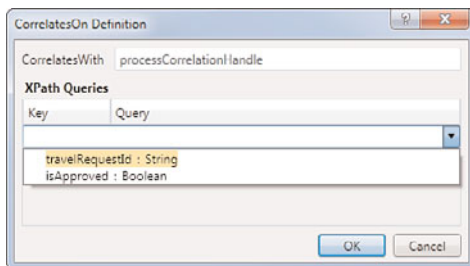 CorrelatesOn Definition
CorrelatesWith processCorrelationHandle
XPath Queries
Key Query
travelRequestId : String
isApproved : Boolean
OK Cancel